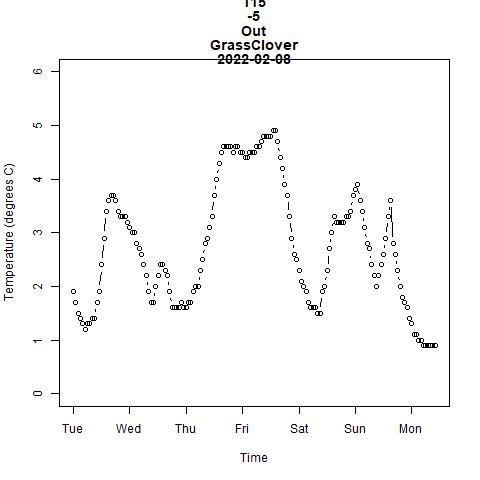 T15
-5
Out
GrassClover
2022-02-08
6
5
4
3
2
1
0
Temperature (degrees C)
Tue Wed Thu Fri Sat Sun Mon
Time